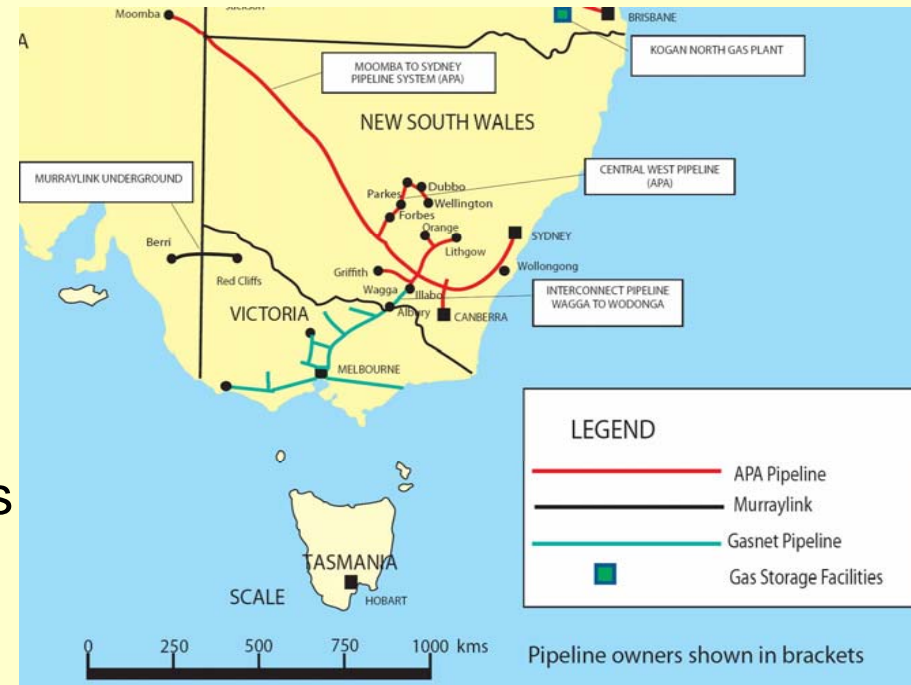 Moomba
BRISBANE
A
KOGAN NORTH GAS PLANT
MOOMBA TO SYDNEY
PIPELINE SYSTEM (APA)
NEW SOUTH WALES
MURRAYLINK UNDERGROUND
CENTRAL WEST PIPELINE
(APA)
Parkes
Dubbo
Wellington
Forbes
Orange
SYDNEY
Lithgow
Berri
Red Cliffs
Griffith
Wollongong
Wagga
Illabo
INTERCONNECT PIPELINE
WAGGA TO WODONGA
VICTORIA
Albury
CANBERRA
MELBOURNE
LEGEND
APA Pipeline
Murraylink
Gasnet Pipeline
Gas Storage Facilities
s
TASMANIA
HOBART
SCALE
0 250 500 750 1000 kms
Pipeline owners shown in brackets